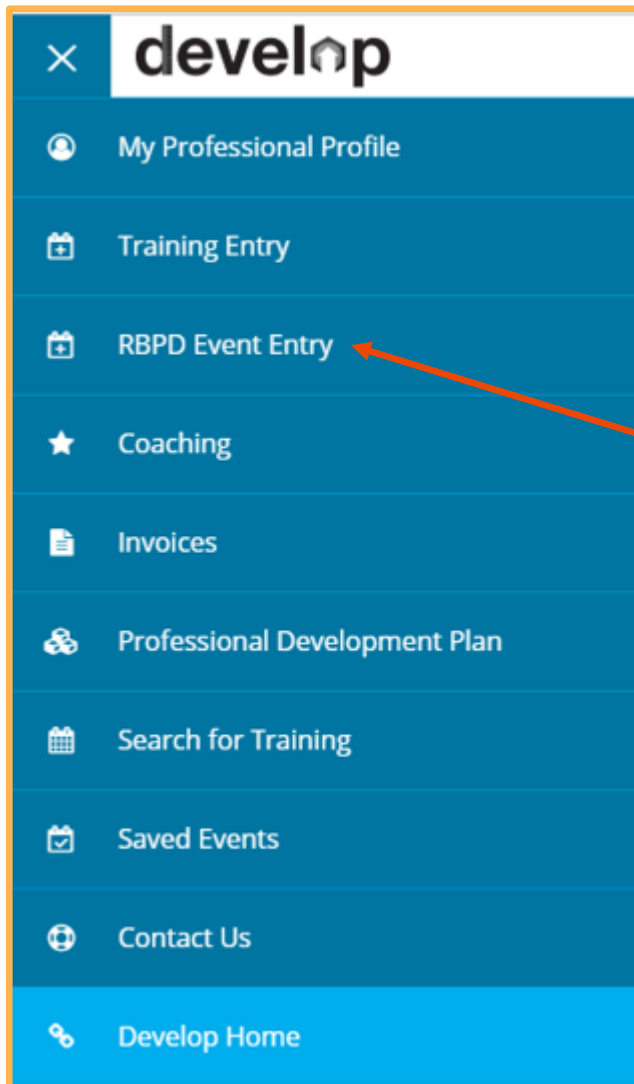 develop
My Professional Profile
Training Entry
RBPD Event Entry
Coaching
Invoices
Professional Development Plan
Search for Training
Saved Events
Contact Us
Develop Home